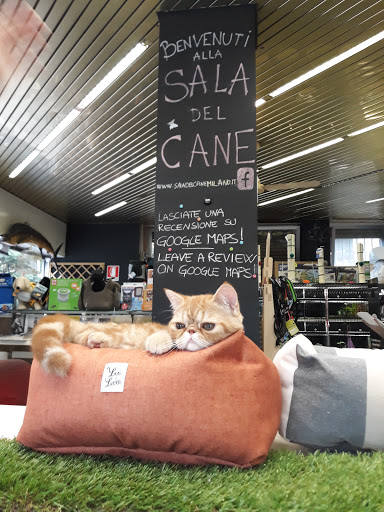 BENVENUTI
ALLA
SALA
DEL
CANE
WWW.SALADELCANEMILANO.IT
f
LASCIATE UNA
RECENSIONE SU
GOOGLE MAPS!
LEAVE A REVIEW
ON GOOGLE MAPS!